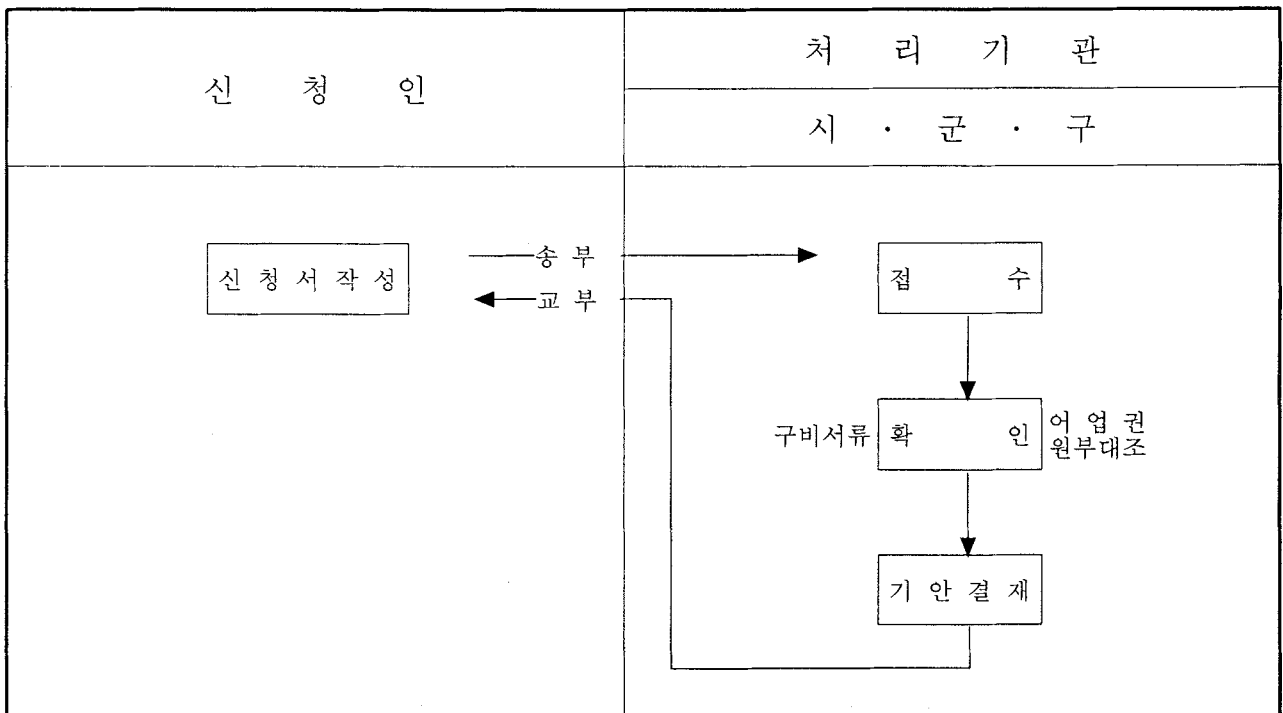 신 청 인
처 리 기 관
시 · 군 · 구
신 청 서 작 성
송 부
교 부
접 수
구비서류
확 인
어 업 권
원부대조
기 안 결 재